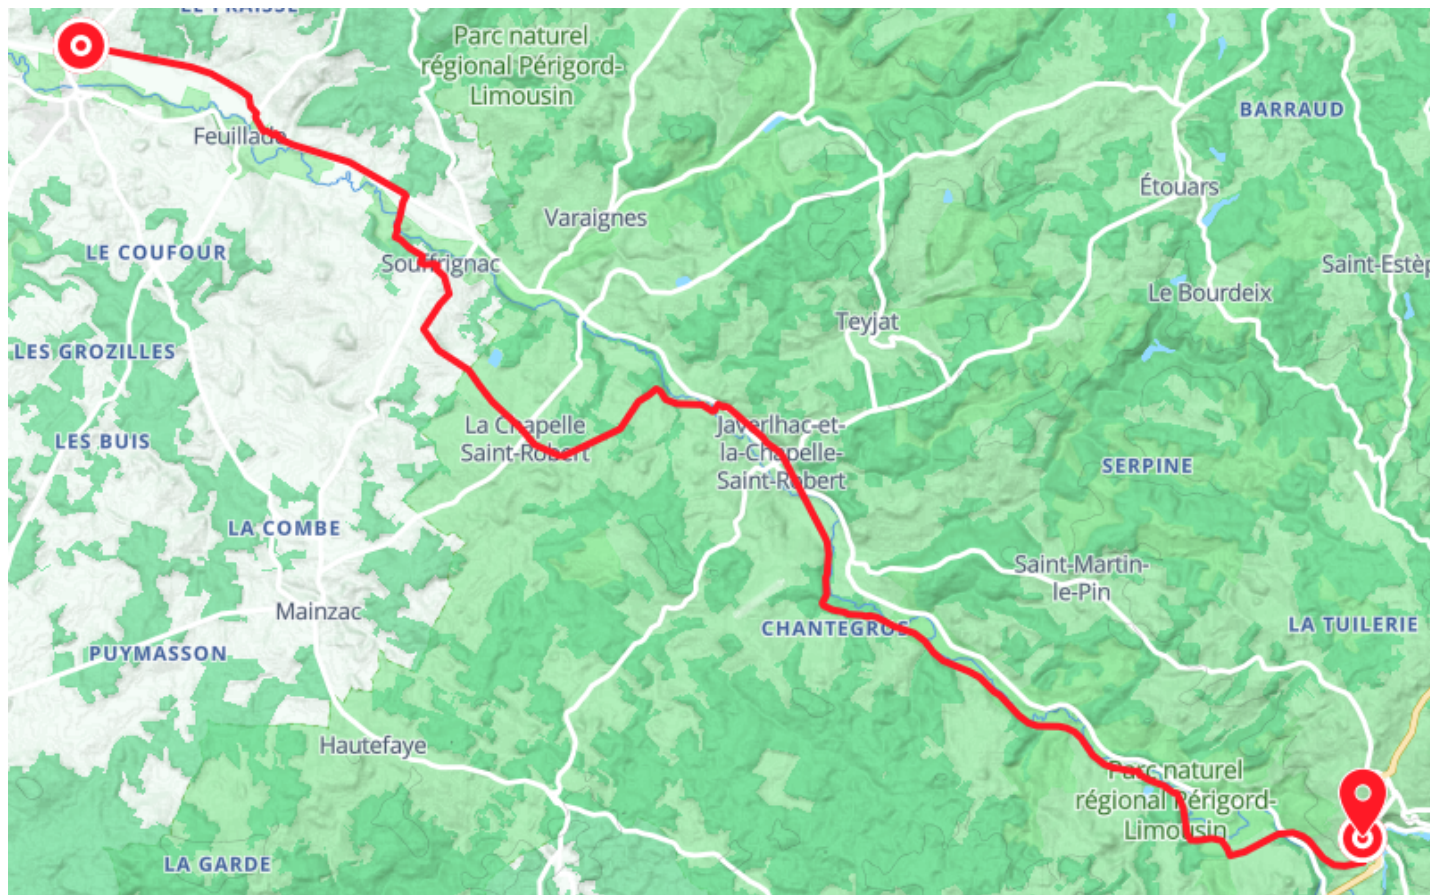 Parc naturel
régional Périgord-
Limousin
BARRAUD
Feuillade
Étouars
Varaignes
LE COUFOUR
Souffrignac
Saint-Estèp
Le Bourdeix
Teyjat
LES GROZILLES
La Chapelle
Saint-Robert
Javerlhac-et-
la-Chapelle-
Saint-Robert
LES BUIS
SERPINE
LA COMBE
Saint-Martin-
le-Pin
Mainzac
CHANTEGROS
LA TUILERIE
PUYMASSON
Hautefaye
Parc naturel
régional Périgord-
Limousin
LA GARDE